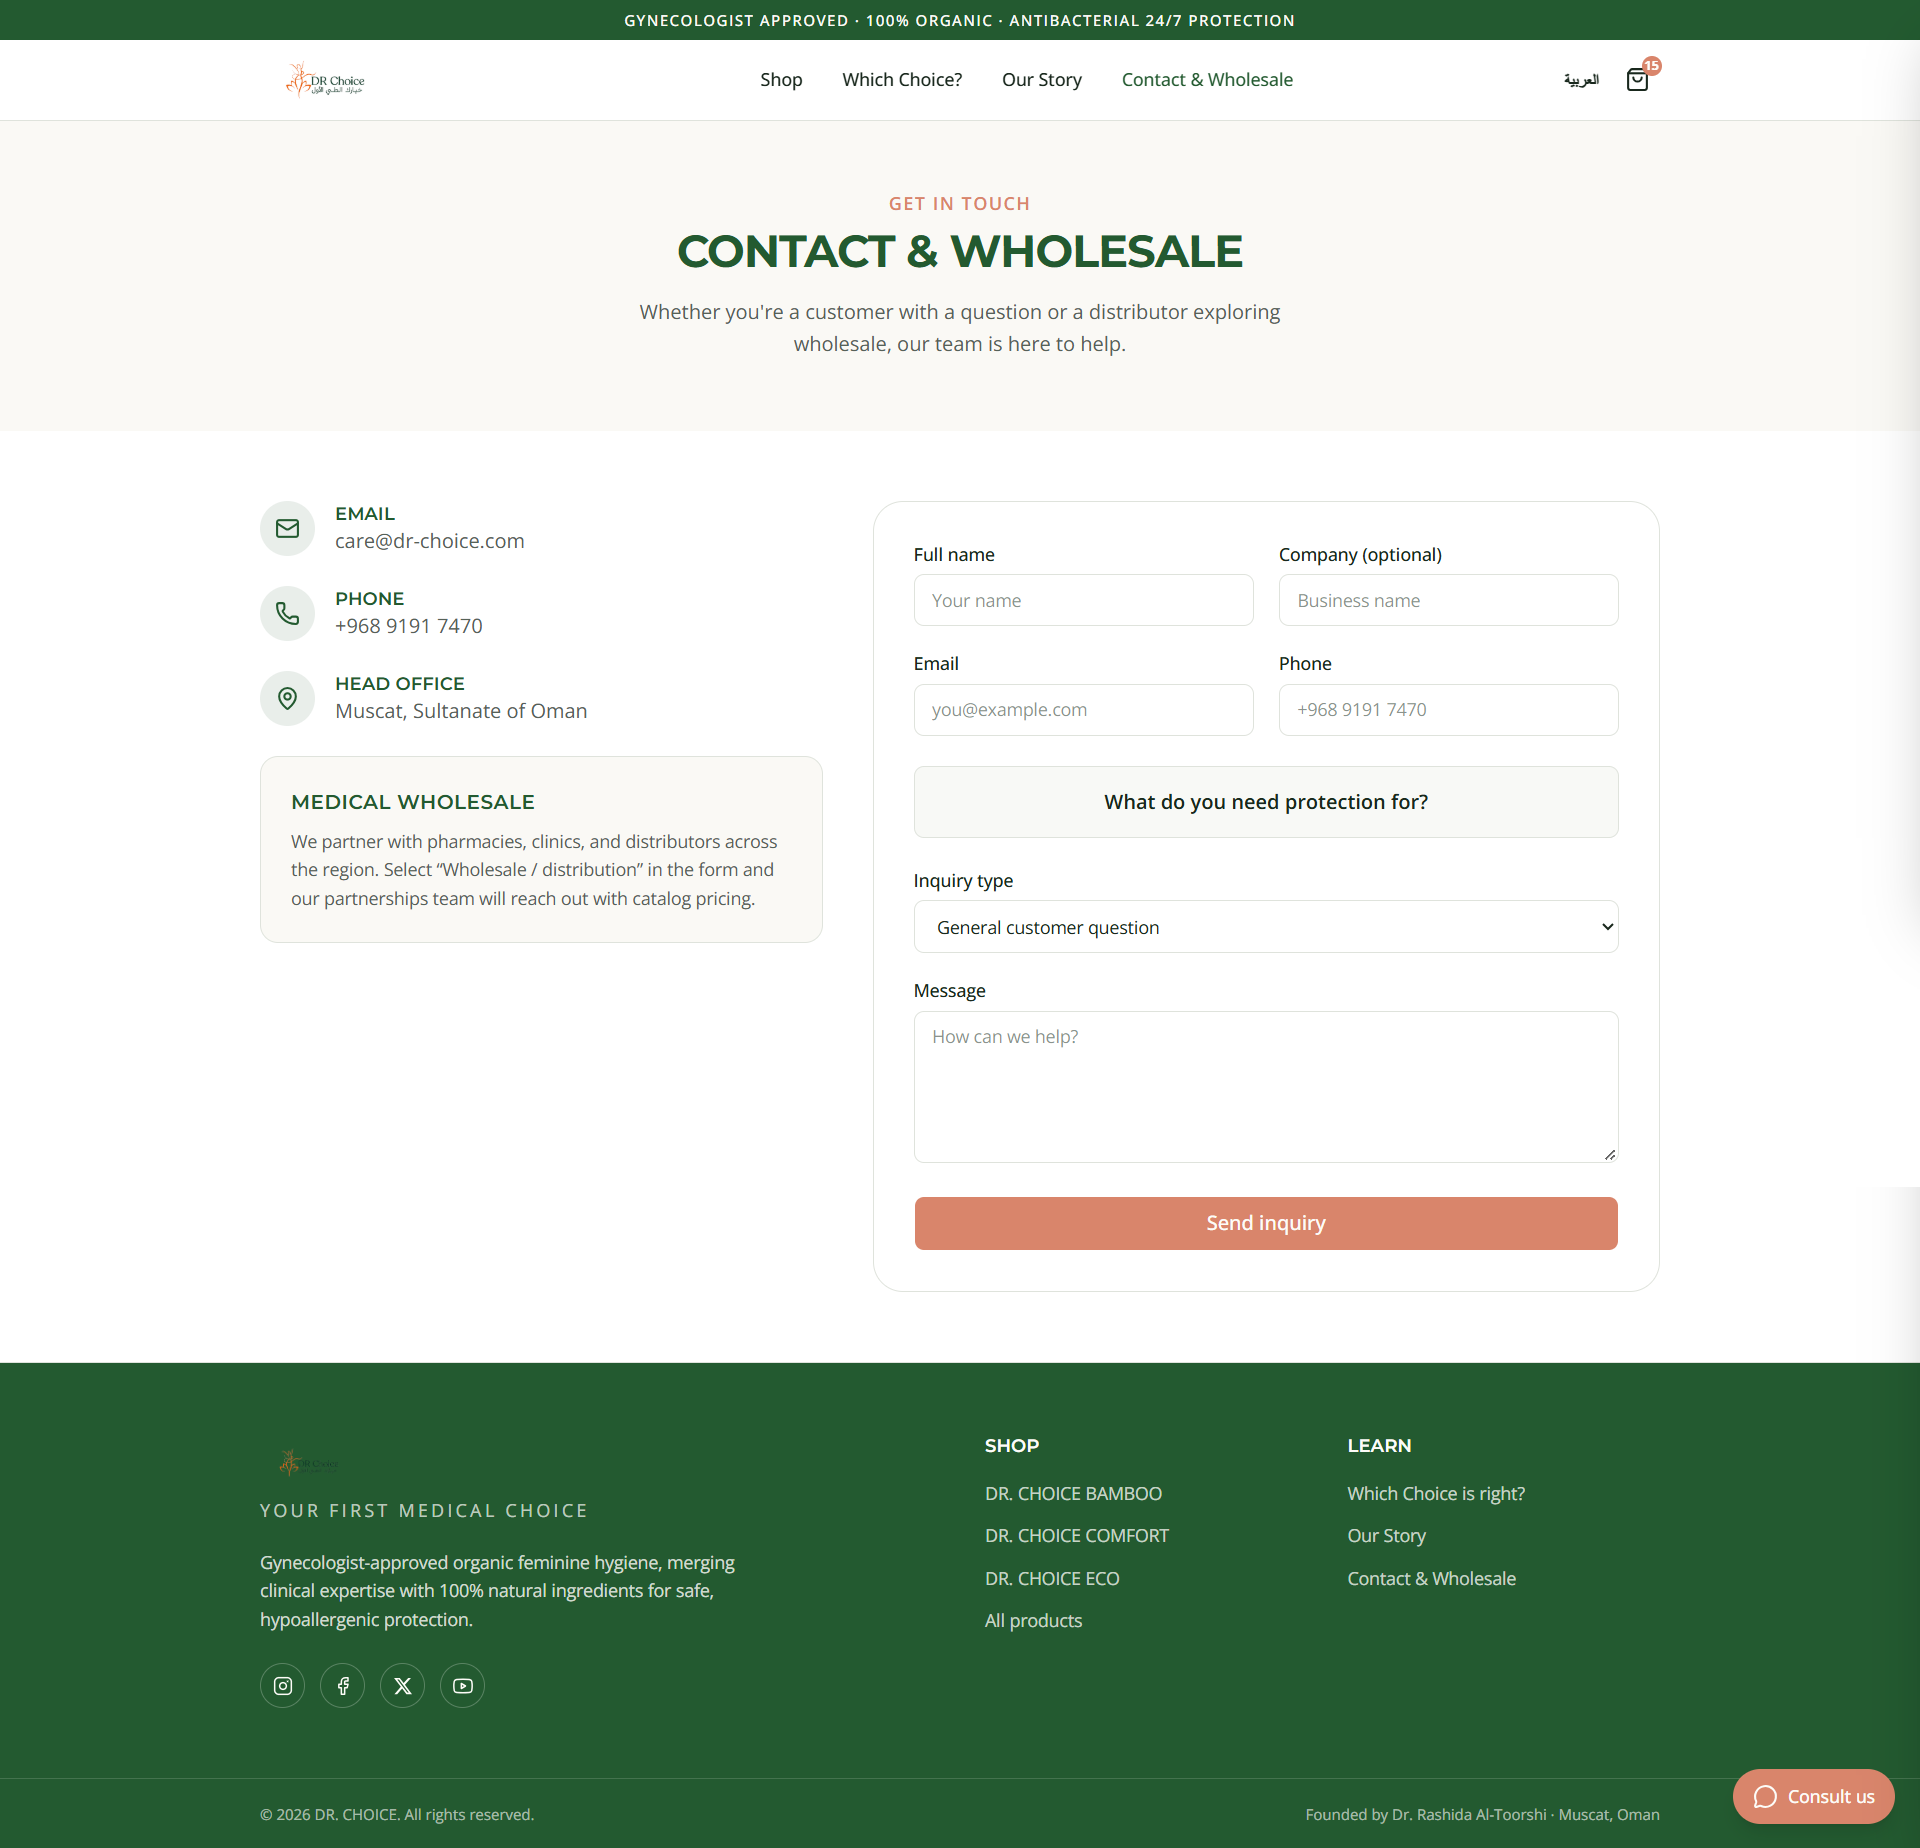 GYNECOLOGIST APPROVED · 100% ORGANIC · ANTIBACTERIAL 24/7 PROTECTION
DR Choice
خيارك الطبي الأول
Shop
Which Choice?
Our Story
Contact & Wholesale
العربية
15
GET IN TOUCH
CONTACT & WHOLESALE
Whether you're a customer with a question or a distributor exploring
wholesale, our team is here to help.
EMAIL
care@dr-choice.com
PHONE
+968 9191 7470
HEAD OFFICE
Muscat, Sultanate of Oman
MEDICAL WHOLESALE
We partner with pharmacies, clinics, and distributors across
the region. Select “Wholesale / distribution” in the form and
our partnerships team will reach out with catalog pricing.
Full name
Your name
Company (optional)
Business name
Email
you@example.com
Phone
+968 9191 7470
What do you need protection for?
Inquiry type
General customer question
Message
How can we help?
Send inquiry
DR Choice
YOUR FIRST MEDICAL CHOICE
Gynecologist-approved organic feminine hygiene, merging
clinical expertise with 100% natural ingredients for safe,
hypoallergenic protection.
SHOP
DR. CHOICE BAMBOO
DR. CHOICE COMFORT
DR. CHOICE ECO
All products
LEARN
Which Choice is right?
Our Story
Contact & Wholesale
© 2026 DR. CHOICE. All rights reserved.
Founded by Dr. Rashida Al-Toorshi · Muscat, Oman
Consult us